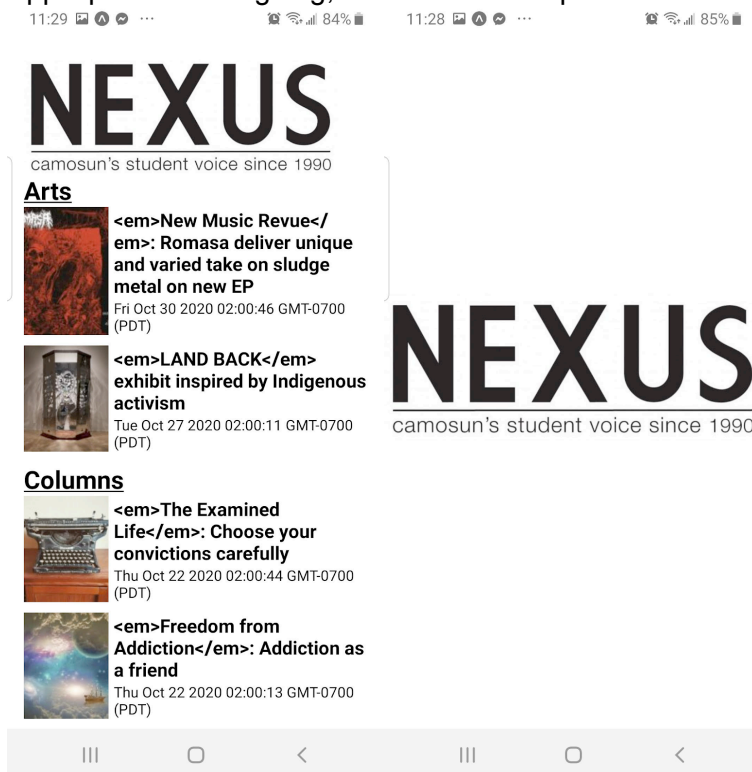 11:29 ... 84%
NEXUS
camosun's student voice since 1990
Arts
<em>New Music Revue</
em>: Romasa deliver unique
and varied take on sludge
metal on new EP
Fri Oct 30 2020 02:00:46 GMT-0700
(PDT)
<em>LAND BACK</em>
exhibit inspired by Indigenous
activism
Tue Oct 27 2020 02:00:11 GMT-0700
(PDT)
Columns
<em>The Examined
Life</em>: Choose your
convictions carefully
Thu Oct 22 2020 02:00:44 GMT-0700
(PDT)
<em>Freedom from
Addiction</em>: Addiction as
a friend
Thu Oct 22 2020 02:00:13 GMT-0700
(PDT)
11:28 ... 85%
NEXUS
camosun's student voice since 1990